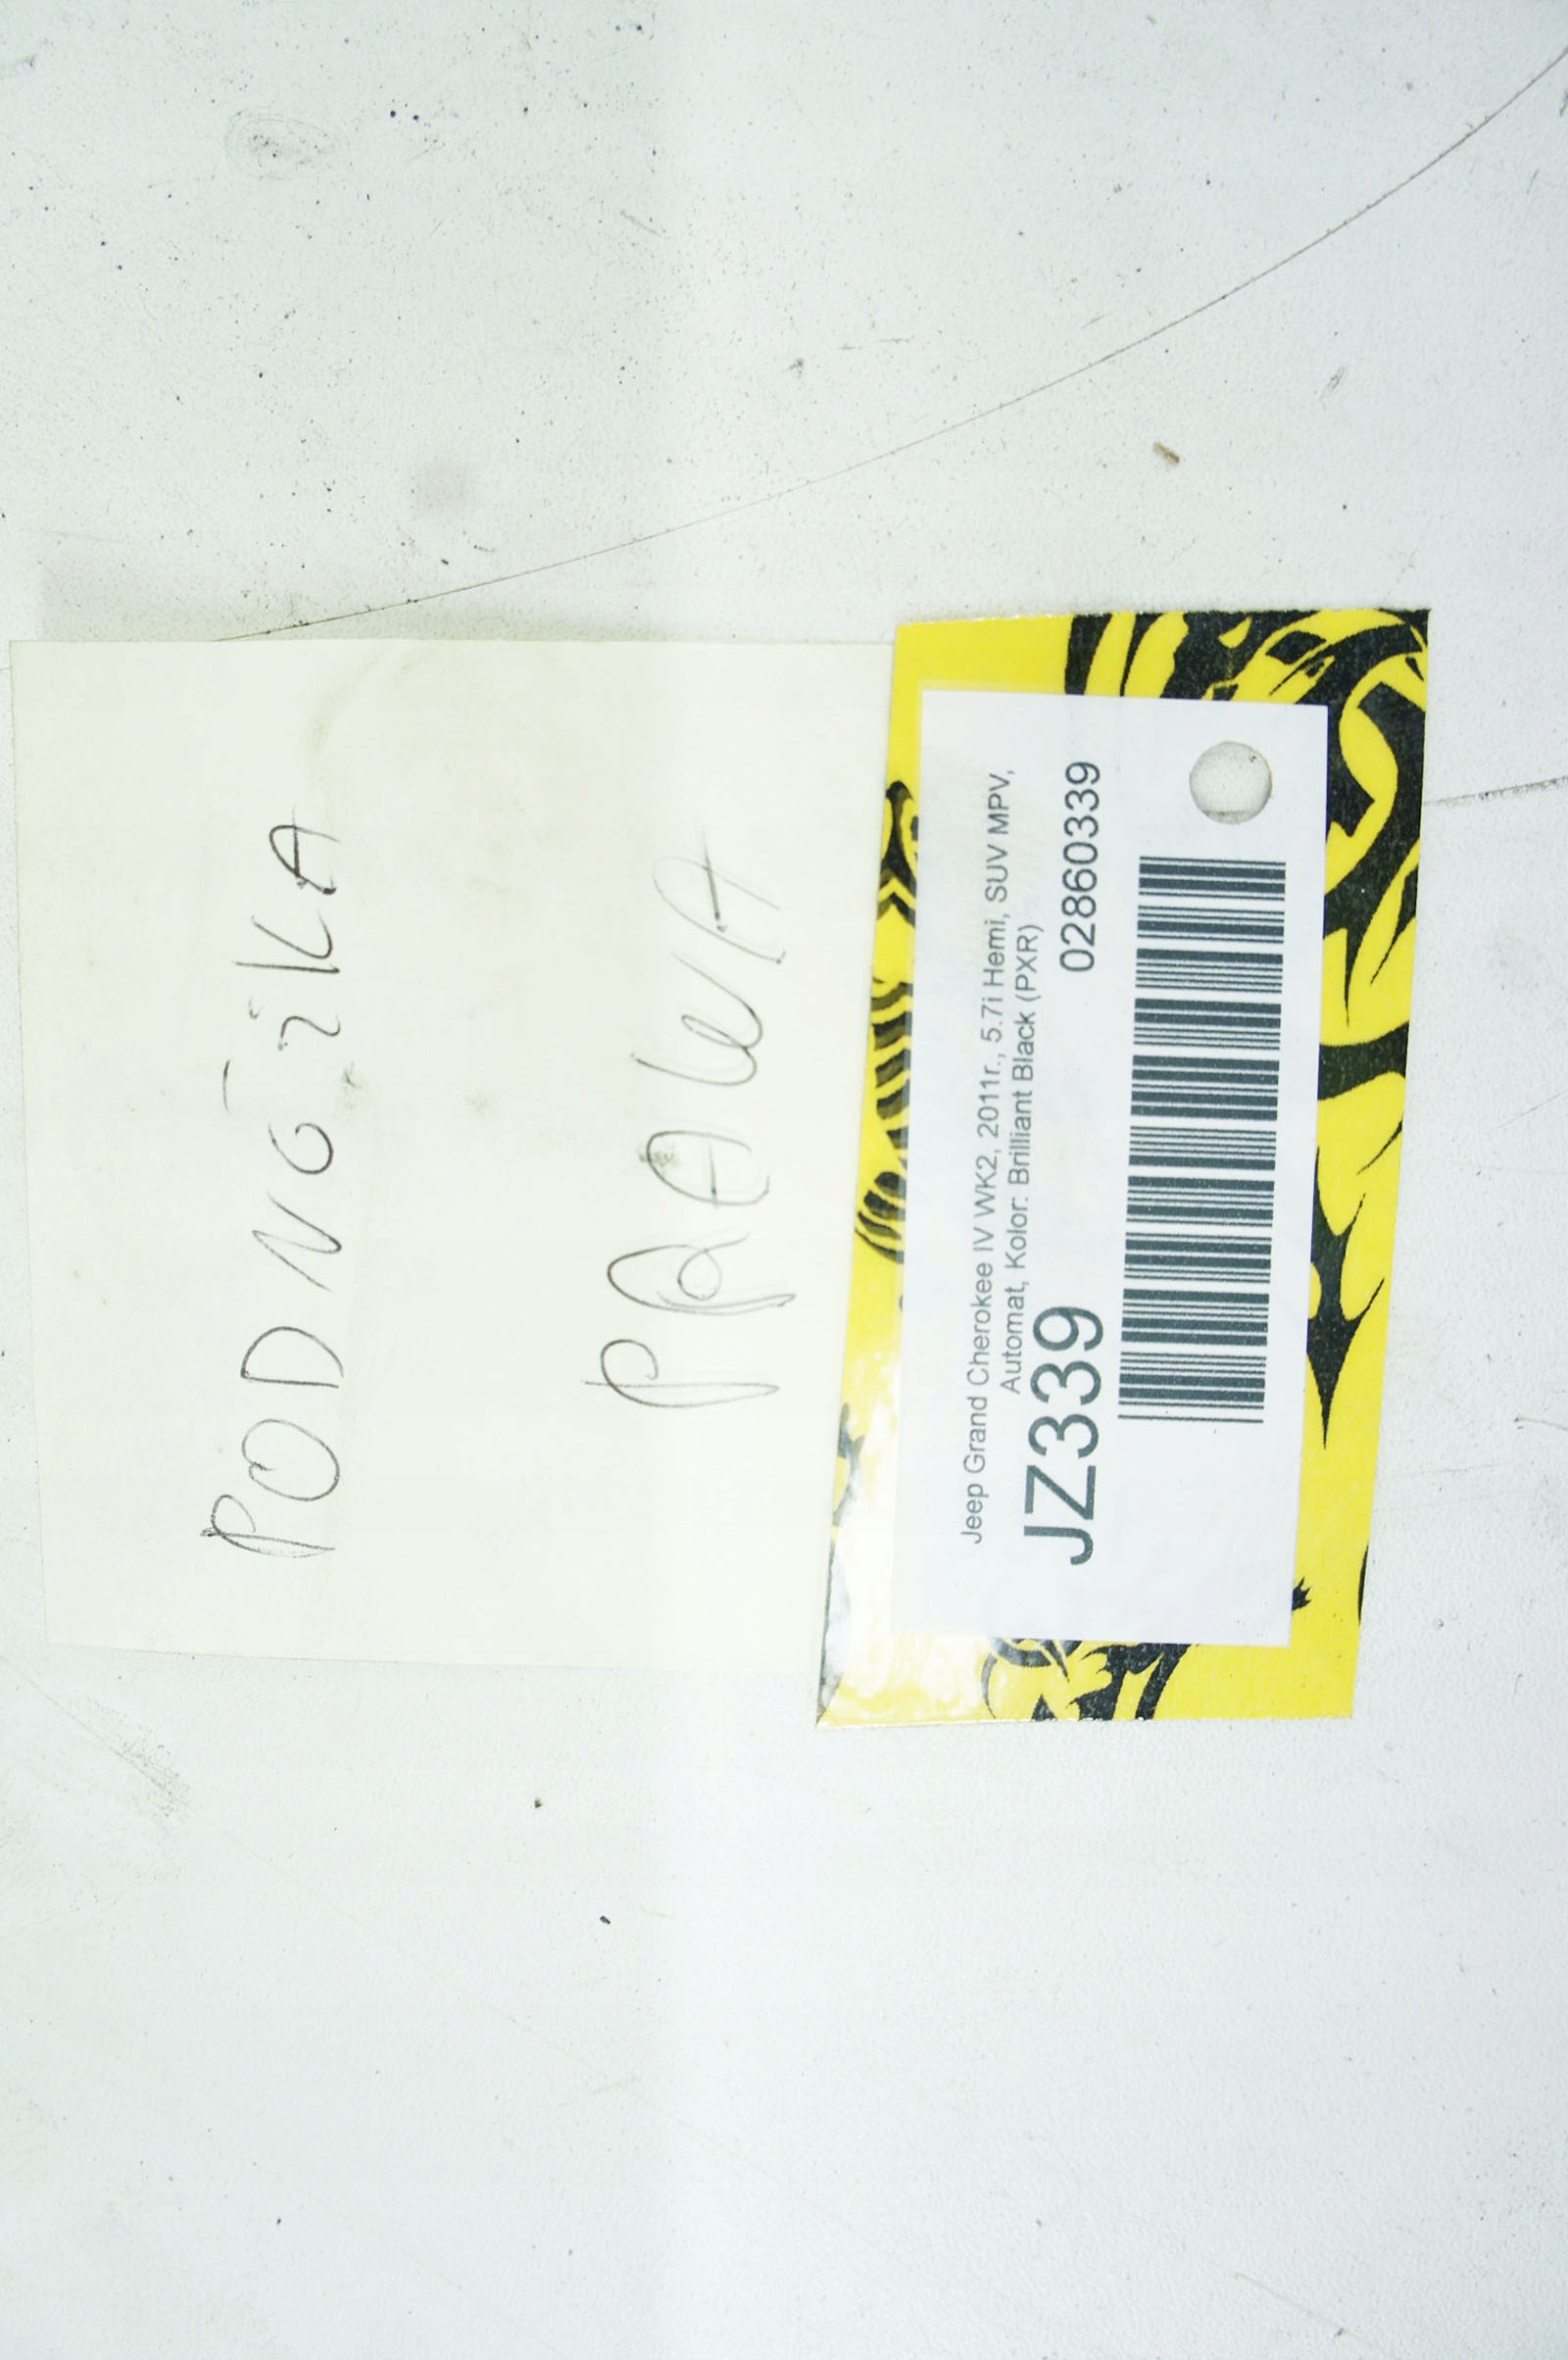 PODNÓżKA
PRAWA
Jeep Grand Cherokee IV WK2, 2011r., 5.7i Hemi, SUV MPV,
Automat, Kolor: Brilliant Black (PXR)
JZ339 02860339